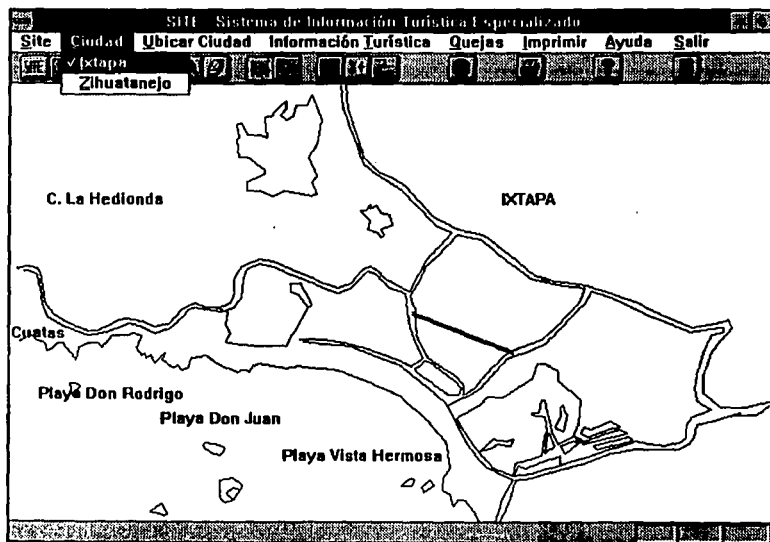 SITE - Sistema de Información Turística Especializado
Site Ciudad Ubicar Ciudad Información Turística Quejas Imprimir Ayuda Salir
✓ Ixtapa
Zihuatanejo
C. La Hedionda
IXTAPA
Cuatas
Playa Don Rodrigo
Playa Don Juan
Playa Vista Hermosa